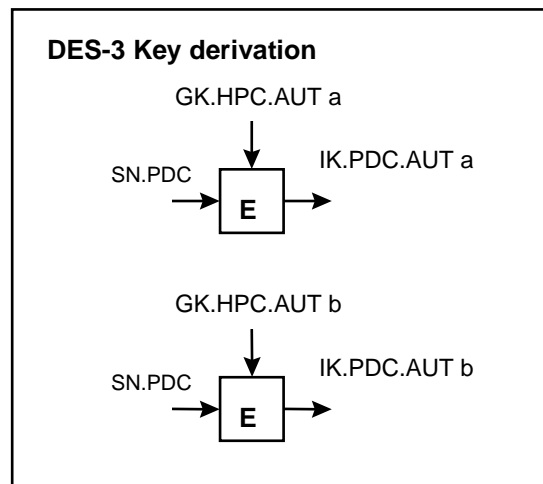 DES-3 Key derivation
GK.HPC.AUT a
IK.PDC.AUT a
SN.PDC
E
GK.HPC.AUT b
IK.PDC.AUT b
SN.PDC
E